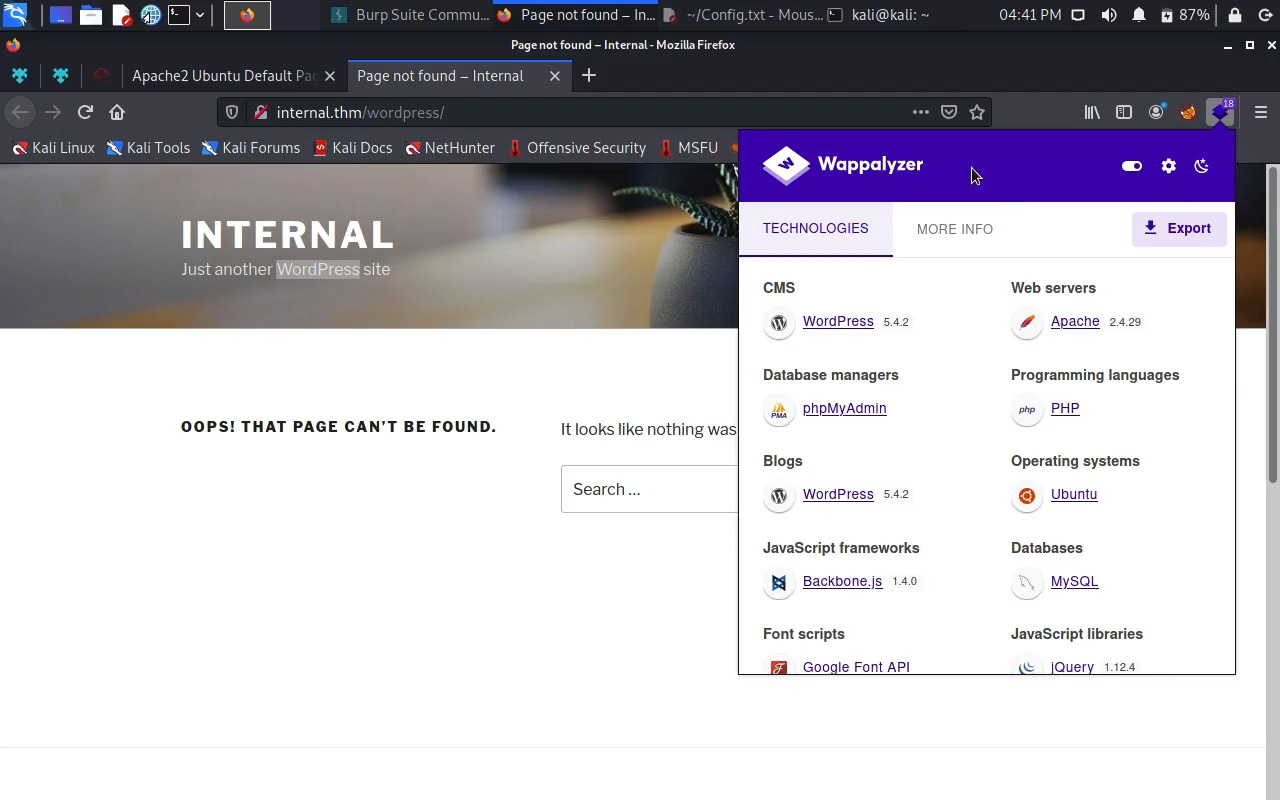 Burp Suite Commu...
Page not found – In...
~/Config.txt - Mous...
kali@kali: ~
04:41 PM
87%
Page not found – Internal - Mozilla Firefox
Apache2 Ubuntu Default Pa
Page not found – Internal
internal.thm/wordpress/
18
Kali Linux
Kali Tools
Kali Forums
Kali Docs
NetHunter
Offensive Security
MSFU
Wappalyzer
TECHNOLOGIES
MORE INFO
Export
INTERNAL
Just another WordPress site
CMS
WordPress 5.4.2
Web servers
Apache 2.4.29
Database managers
phpMyAdmin
Programming languages
php PHP
Blogs
WordPress 5.4.2
Operating systems
Ubuntu
JavaScript frameworks
Backbone.js 1.4.0
Databases
MySQL
Font scripts
Google Font API
JavaScript libraries
jQuery 1.12.4
OOPS! THAT PAGE CAN'T BE FOUND.
It looks like nothing was
Search …